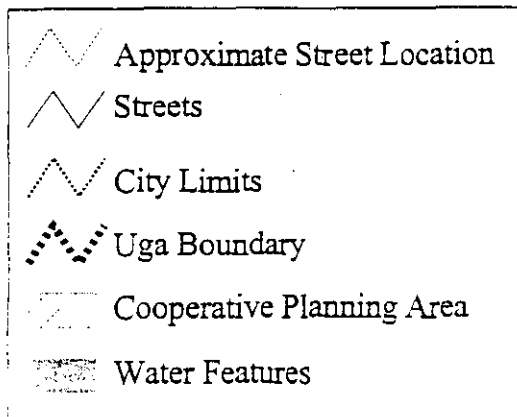 Approximate Street Location
Streets
City Limits
Uga Boundary
Cooperative Planning Area
Water Features